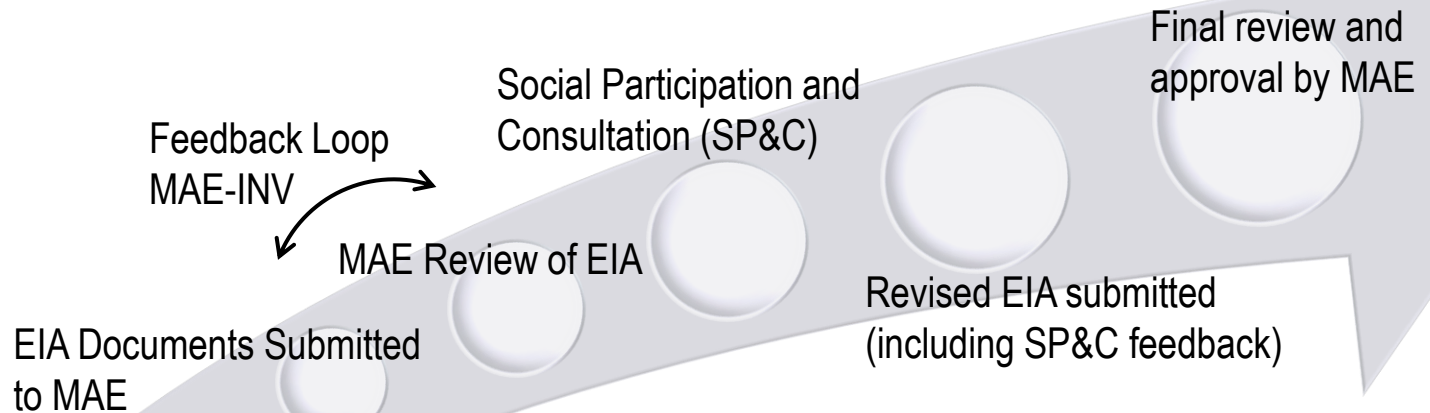 Final review and
approval by MAE
Social Participation and
Consultation (SP&C)
Feedback Loop
MAE-INV
MAE Review of EIA
Revised EIA submitted
(including SP&C feedback)
EIA Documents Submitted
to MAE